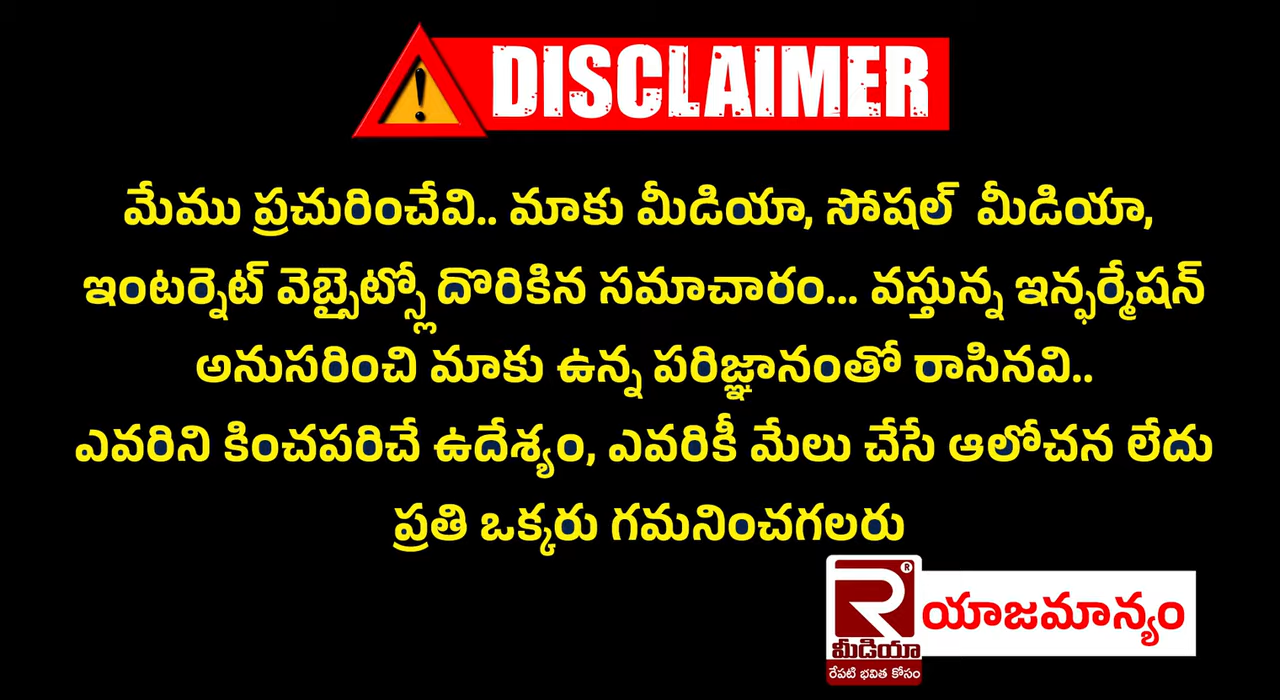 DISCLAIMER
మేము ప్రచురించేవి.. మాకు మీడియా, సోషల్ మీడియా,
ఇంటర్నెట్ వెబ్సైట్స్లో దొరికిన సమాచారం... వస్తున్న ఇన్ఫర్మేషన్
అనుసరించి మాకు ఉన్న పరిజ్ఞానంతో రాసినవి..
ఎవరిని కించపరిచే ఉదేశ్యం, ఎవరికీ మేలు చేసే ఆలోచన లేదు
ప్రతి ఒక్కరు గమనించగలరు
R ®
మీడియా
రేపటి భవిత కోసం
యాజమాన్యం